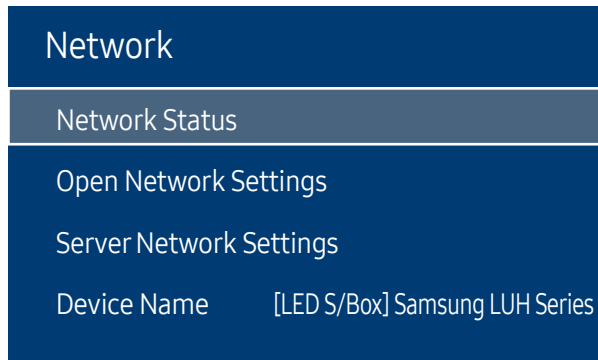 Network
Network Status
Open Network Settings
Server Network Settings
Device Name [LED S/Box] Samsung LUH Series